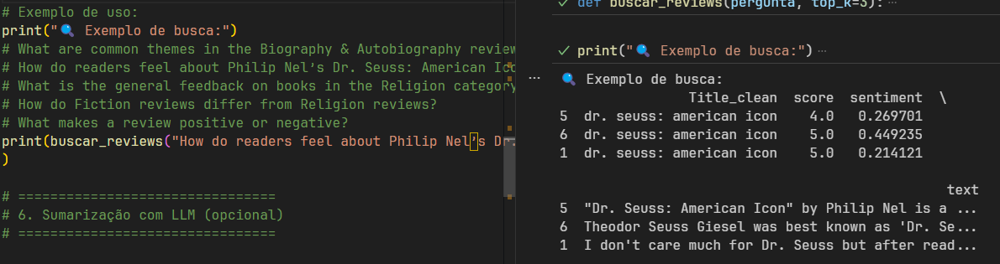 # Exemplo de uso:
print("🔍 Exemplo de busca:")
# What are common themes in the Biography & Autobiography review
# How do readers feel about Philip Nel’s Dr. Seuss: American Ico
# What is the general feedback on books in the Religion category
# How do Fiction reviews differ from Religion reviews?
# What makes a review positive or negative?
print(buscar_reviews("How do readers feel about Philip Nel’s Dr.
)
# ================================
# 6. Sumarização com LLM (opcional)
# ================================
✓ def buscar_reviews(pergunta, top_k=3): ···
✓ print("🔍 Exemplo de busca:") ···
··· 🔍 Exemplo de busca:
Title_clean score sentiment \
5 dr. seuss: american icon 4.0 0.269701
6 dr. seuss: american icon 5.0 0.449235
1 dr. seuss: american icon 5.0 0.214121
text
5 "Dr. Seuss: American Icon" by Philip Nel is a ...
6 Theodor Seuss Giesel was best known as 'Dr. Se...
1 I don't care much for Dr. Seuss but after read...